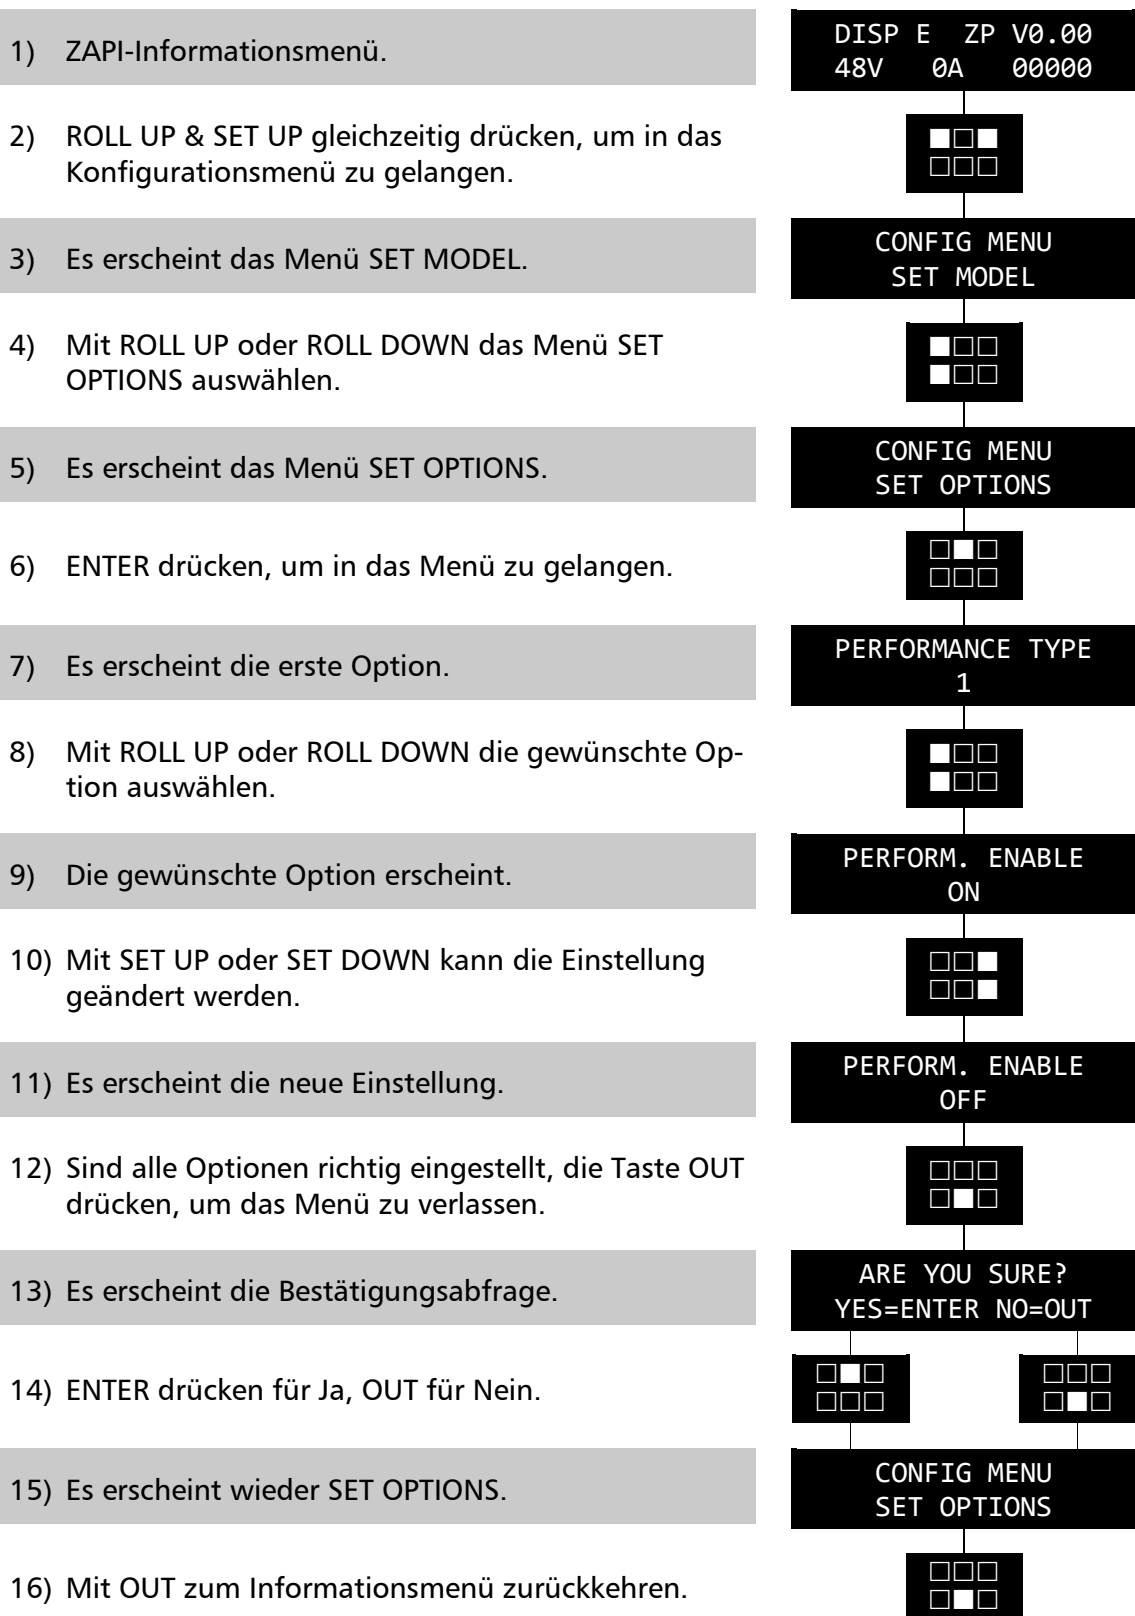 1) ZAPI-Informationsmenü.
DISP E ZP V0.00
48V 0A 00000
2) ROLL UP & SET UP gleichzeitig drücken, um in das
Konfigurationsmenü zu gelangen.
3) Es erscheint das Menü SET MODEL.
CONFIG MENU
SET MODEL
4) Mit ROLL UP oder ROLL DOWN das Menü SET
OPTIONS auswählen.
5) Es erscheint das Menü SET OPTIONS.
CONFIG MENU
SET OPTIONS
6) ENTER drücken, um in das Menü zu gelangen.
7) Es erscheint die erste Option.
PERFORMANCE TYPE
1
8) Mit ROLL UP oder ROLL DOWN die gewünschte Op-
tion auswählen.
9) Die gewünschte Option erscheint.
PERFORM. ENABLE
ON
10) Mit SET UP oder SET DOWN kann die Einstellung
geändert werden.
11) Es erscheint die neue Einstellung.
PERFORM. ENABLE
OFF
12) Sind alle Optionen richtig eingestellt, die Taste OUT
drücken, um das Menü zu verlassen.
13) Es erscheint die Bestätigungsabfrage.
ARE YOU SURE?
YES=ENTER NO=OUT
14) ENTER drücken für Ja, OUT für Nein.
15) Es erscheint wieder SET OPTIONS.
CONFIG MENU
SET OPTIONS
16) Mit OUT zum Informationsmenü zurückkehren.